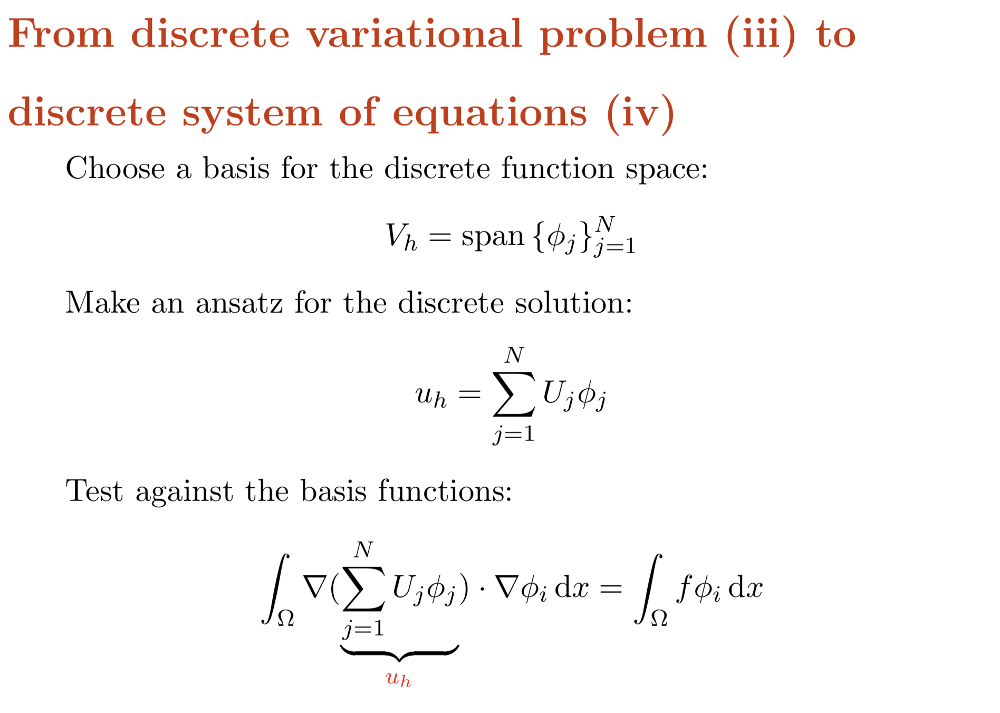 From discrete variational problem (iii) to
discrete system of equations (iv)
Choose a basis for the discrete function space:
$V_h = \text{span}\,\{\phi_j\}_{j=1}^{N}$
Make an ansatz for the discrete solution:
$u_h = \sum_{j=1}^{N} U_j \phi_j$
Test against the basis functions:
$\int_\Omega \nabla(\underbrace{\sum_{j=1}^{N} U_j \phi_j}_{u_h}) \cdot \nabla \phi_i \, \mathrm{d}x = \int_\Omega f \phi_i \, \mathrm{d}x$